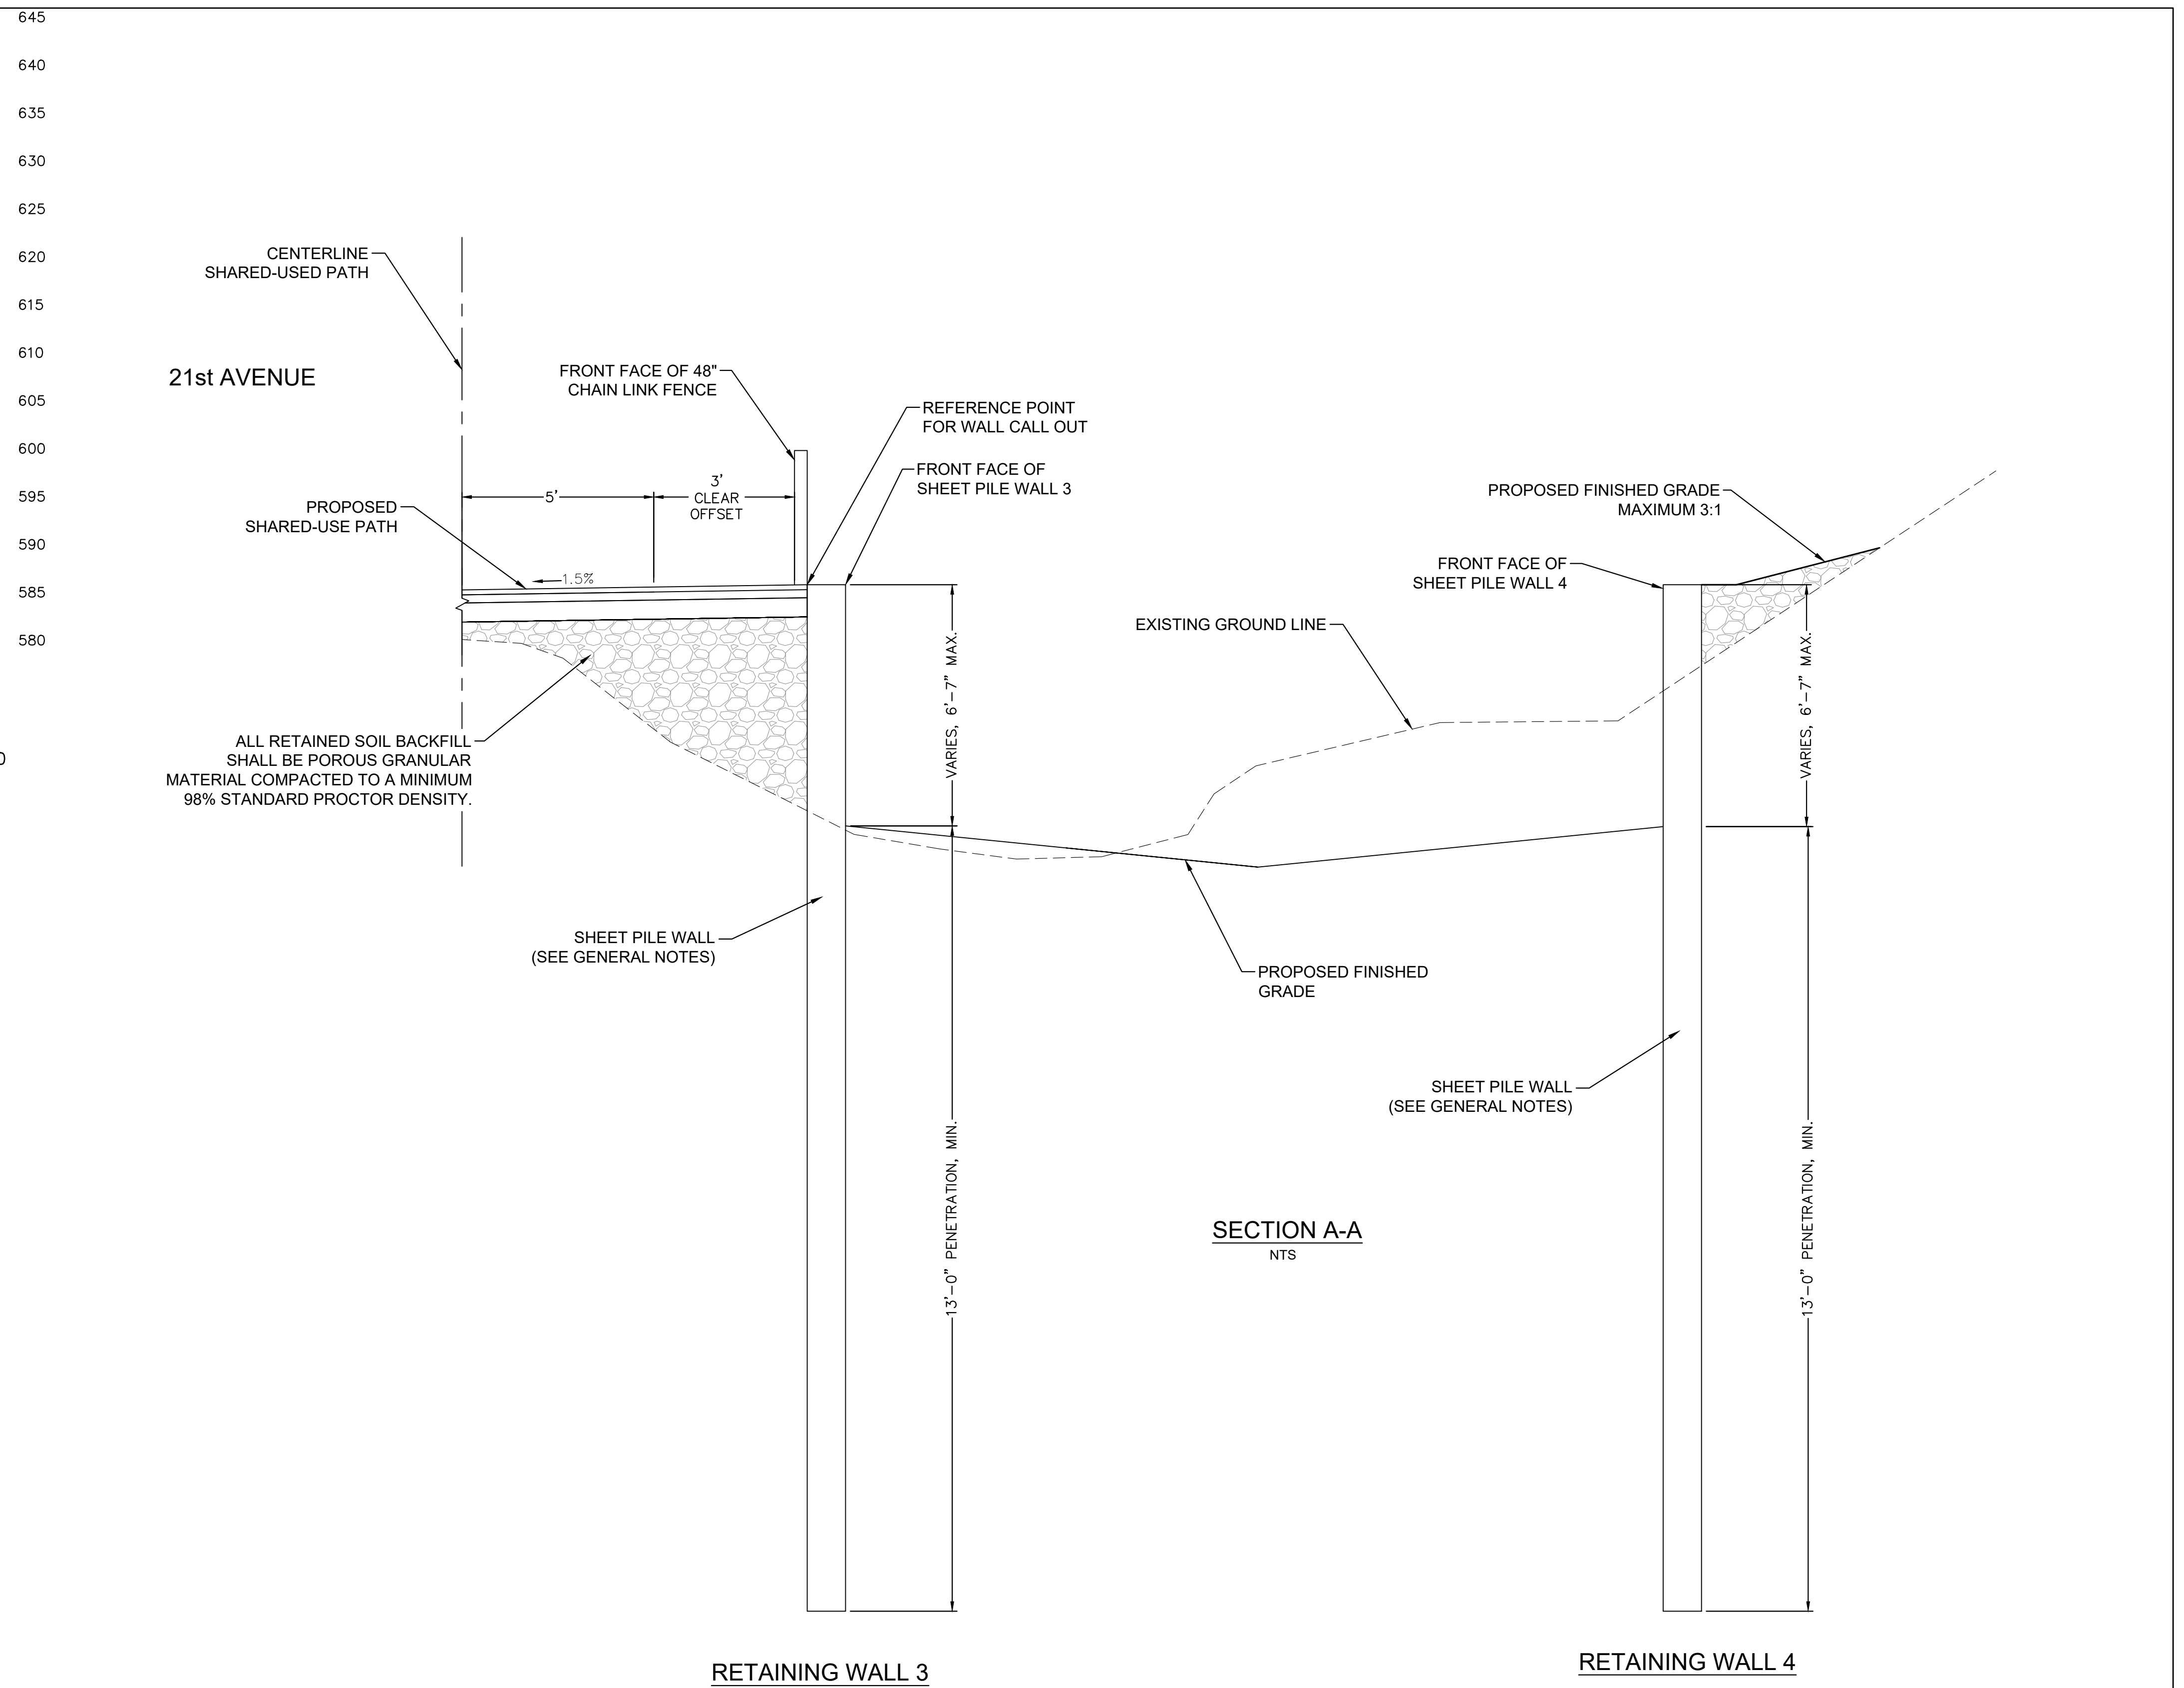 645
640
635
630
625
620
615
610
605
600
595
590
585
580
0
CENTERLINE
SHARED-USED PATH
21st AVENUE
FRONT FACE OF 48"
CHAIN LINK FENCE
REFERENCE POINT
FOR WALL CALL OUT
FRONT FACE OF
SHEET PILE WALL 3
5'
3'
CLEAR
OFFSET
PROPOSED
SHARED-USE PATH
1.5%
PROPOSED FINISHED GRADE
MAXIMUM 3:1
FRONT FACE OF
SHEET PILE WALL 4
EXISTING GROUND LINE
VARIES, 6'-7" MAX.
VARIES, 6'-7" MAX.
ALL RETAINED SOIL BACKFILL
SHALL BE POROUS GRANULAR
MATERIAL COMPACTED TO A MINIMUM
98% STANDARD PROCTOR DENSITY.
SHEET PILE WALL
(SEE GENERAL NOTES)
PROPOSED FINISHED
GRADE
SHEET PILE WALL
(SEE GENERAL NOTES)
13'-0" PENETRATION, MIN.
13'-0" PENETRATION, MIN.
SECTION A-A
NTS
RETAINING WALL 3
RETAINING WALL 4